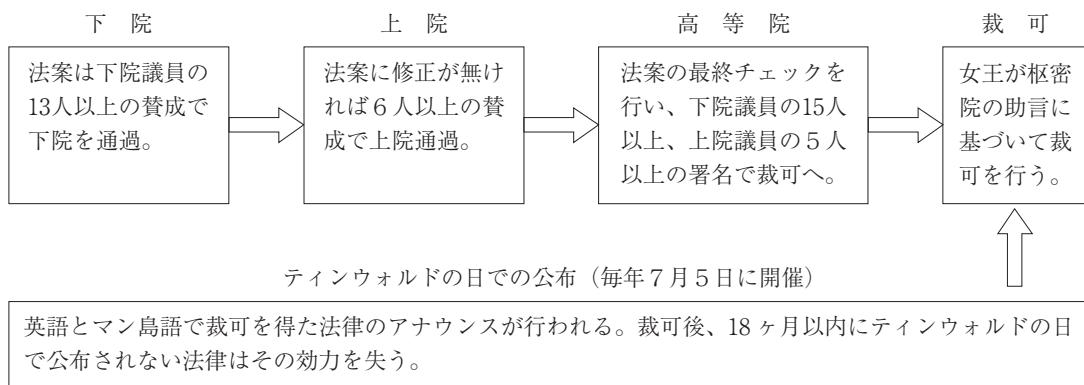 下　院
法案は下院議員の
13人以上の賛成で
下院を通過。
上　院
法案に修正が無け
れば６人以上の賛
成で上院通過。
高　等　院
法案の最終チェックを
行い、下院議員の15人
以上、上院議員の５人
以上の署名で裁可へ。
裁　可
女王が枢密
院の助言に
基づいて裁
可を行う。
ティンウォルドの日での公布（毎年７月５日に開催）
英語とマン島語で裁可を得た法律のアナウンスが行われる。裁可後、18 ヶ月以内にティンウォルドの日
で公布されない法律はその効力を失う。